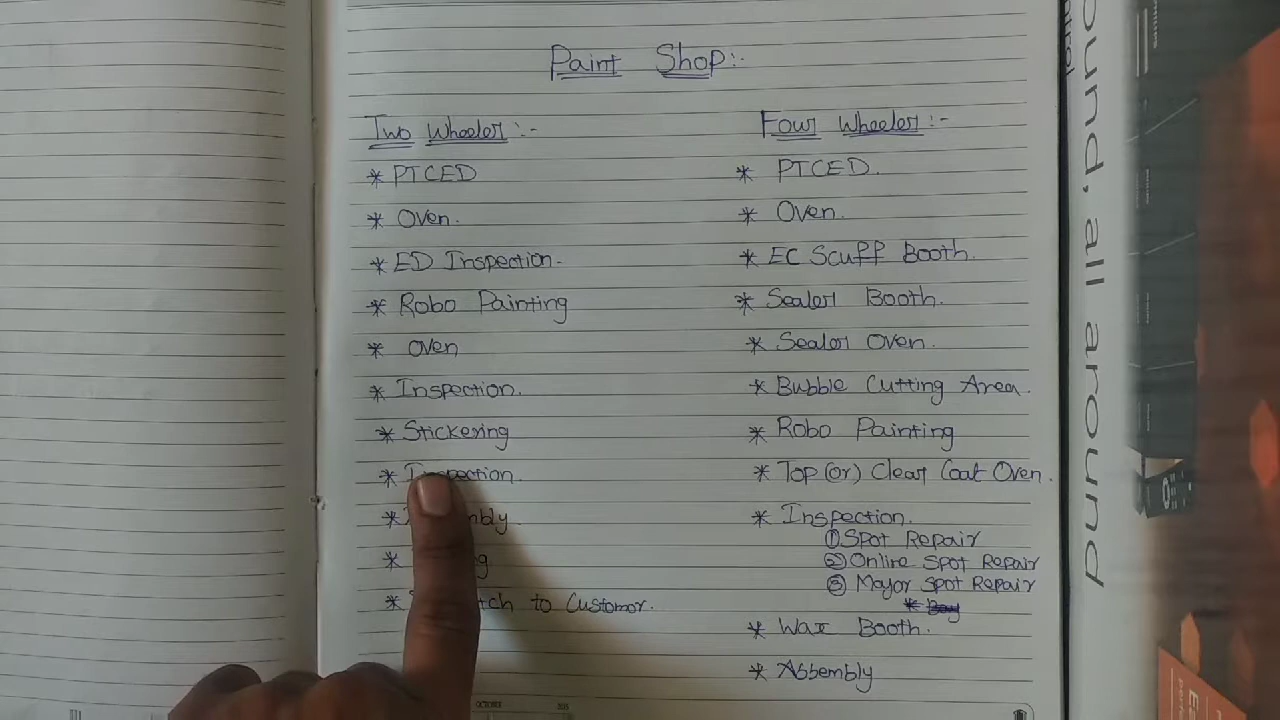 Paint Shop:-
Two Wheeler:-
* PTCED
* Oven.
* ED Inspection.
* Robo Painting
* Oven
* Inspection.
* Stickering
* Inspection.
*
*
* to Customor.
Four Wheeler:-
* PTCED.
* Oven.
* EC Scuff Booth.
* Sealer Booth.
* Sealer Oven.
* Bubble Cutting Area.
* Robo Painting
* Top (or) Clear Coat Oven.
* Inspection.
① Spot Repair
② Online Spot Repair
③ Major Spot Repair
*
* Wax Booth.
* Assembly
OCTOBER
ound, all around